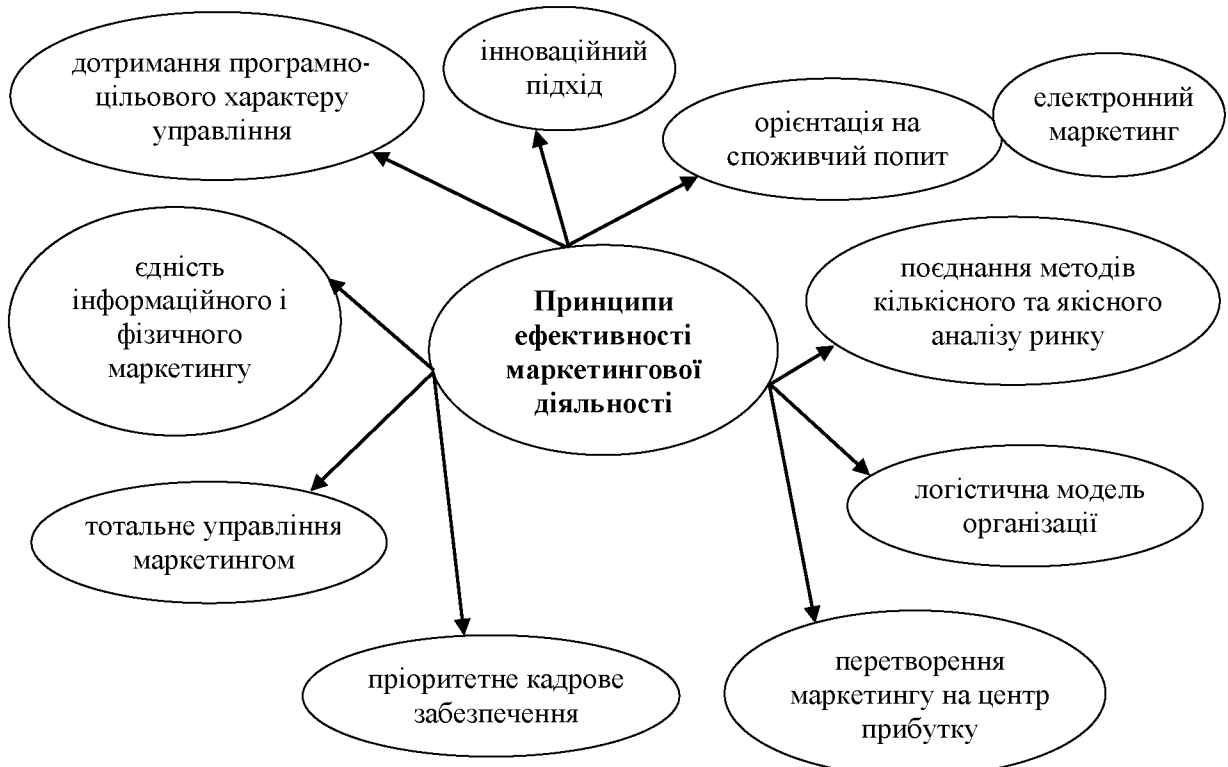 дотримання програмно-
цільового характеру
управління
інноваційний
підхід
орієнтація на
споживчий попит
електронний
маркетинг
єдність
інформаційного і
фізичного
маркетингу
Принципи
ефективності
маркетингової
діяльності
поєднання методів
кількісного та якісного
аналізу ринку
тотальне управління
маркетингом
логістична модель
організації
пріоритетне кадрове
забезпечення
перетворення
маркетингу на центр
прибутку